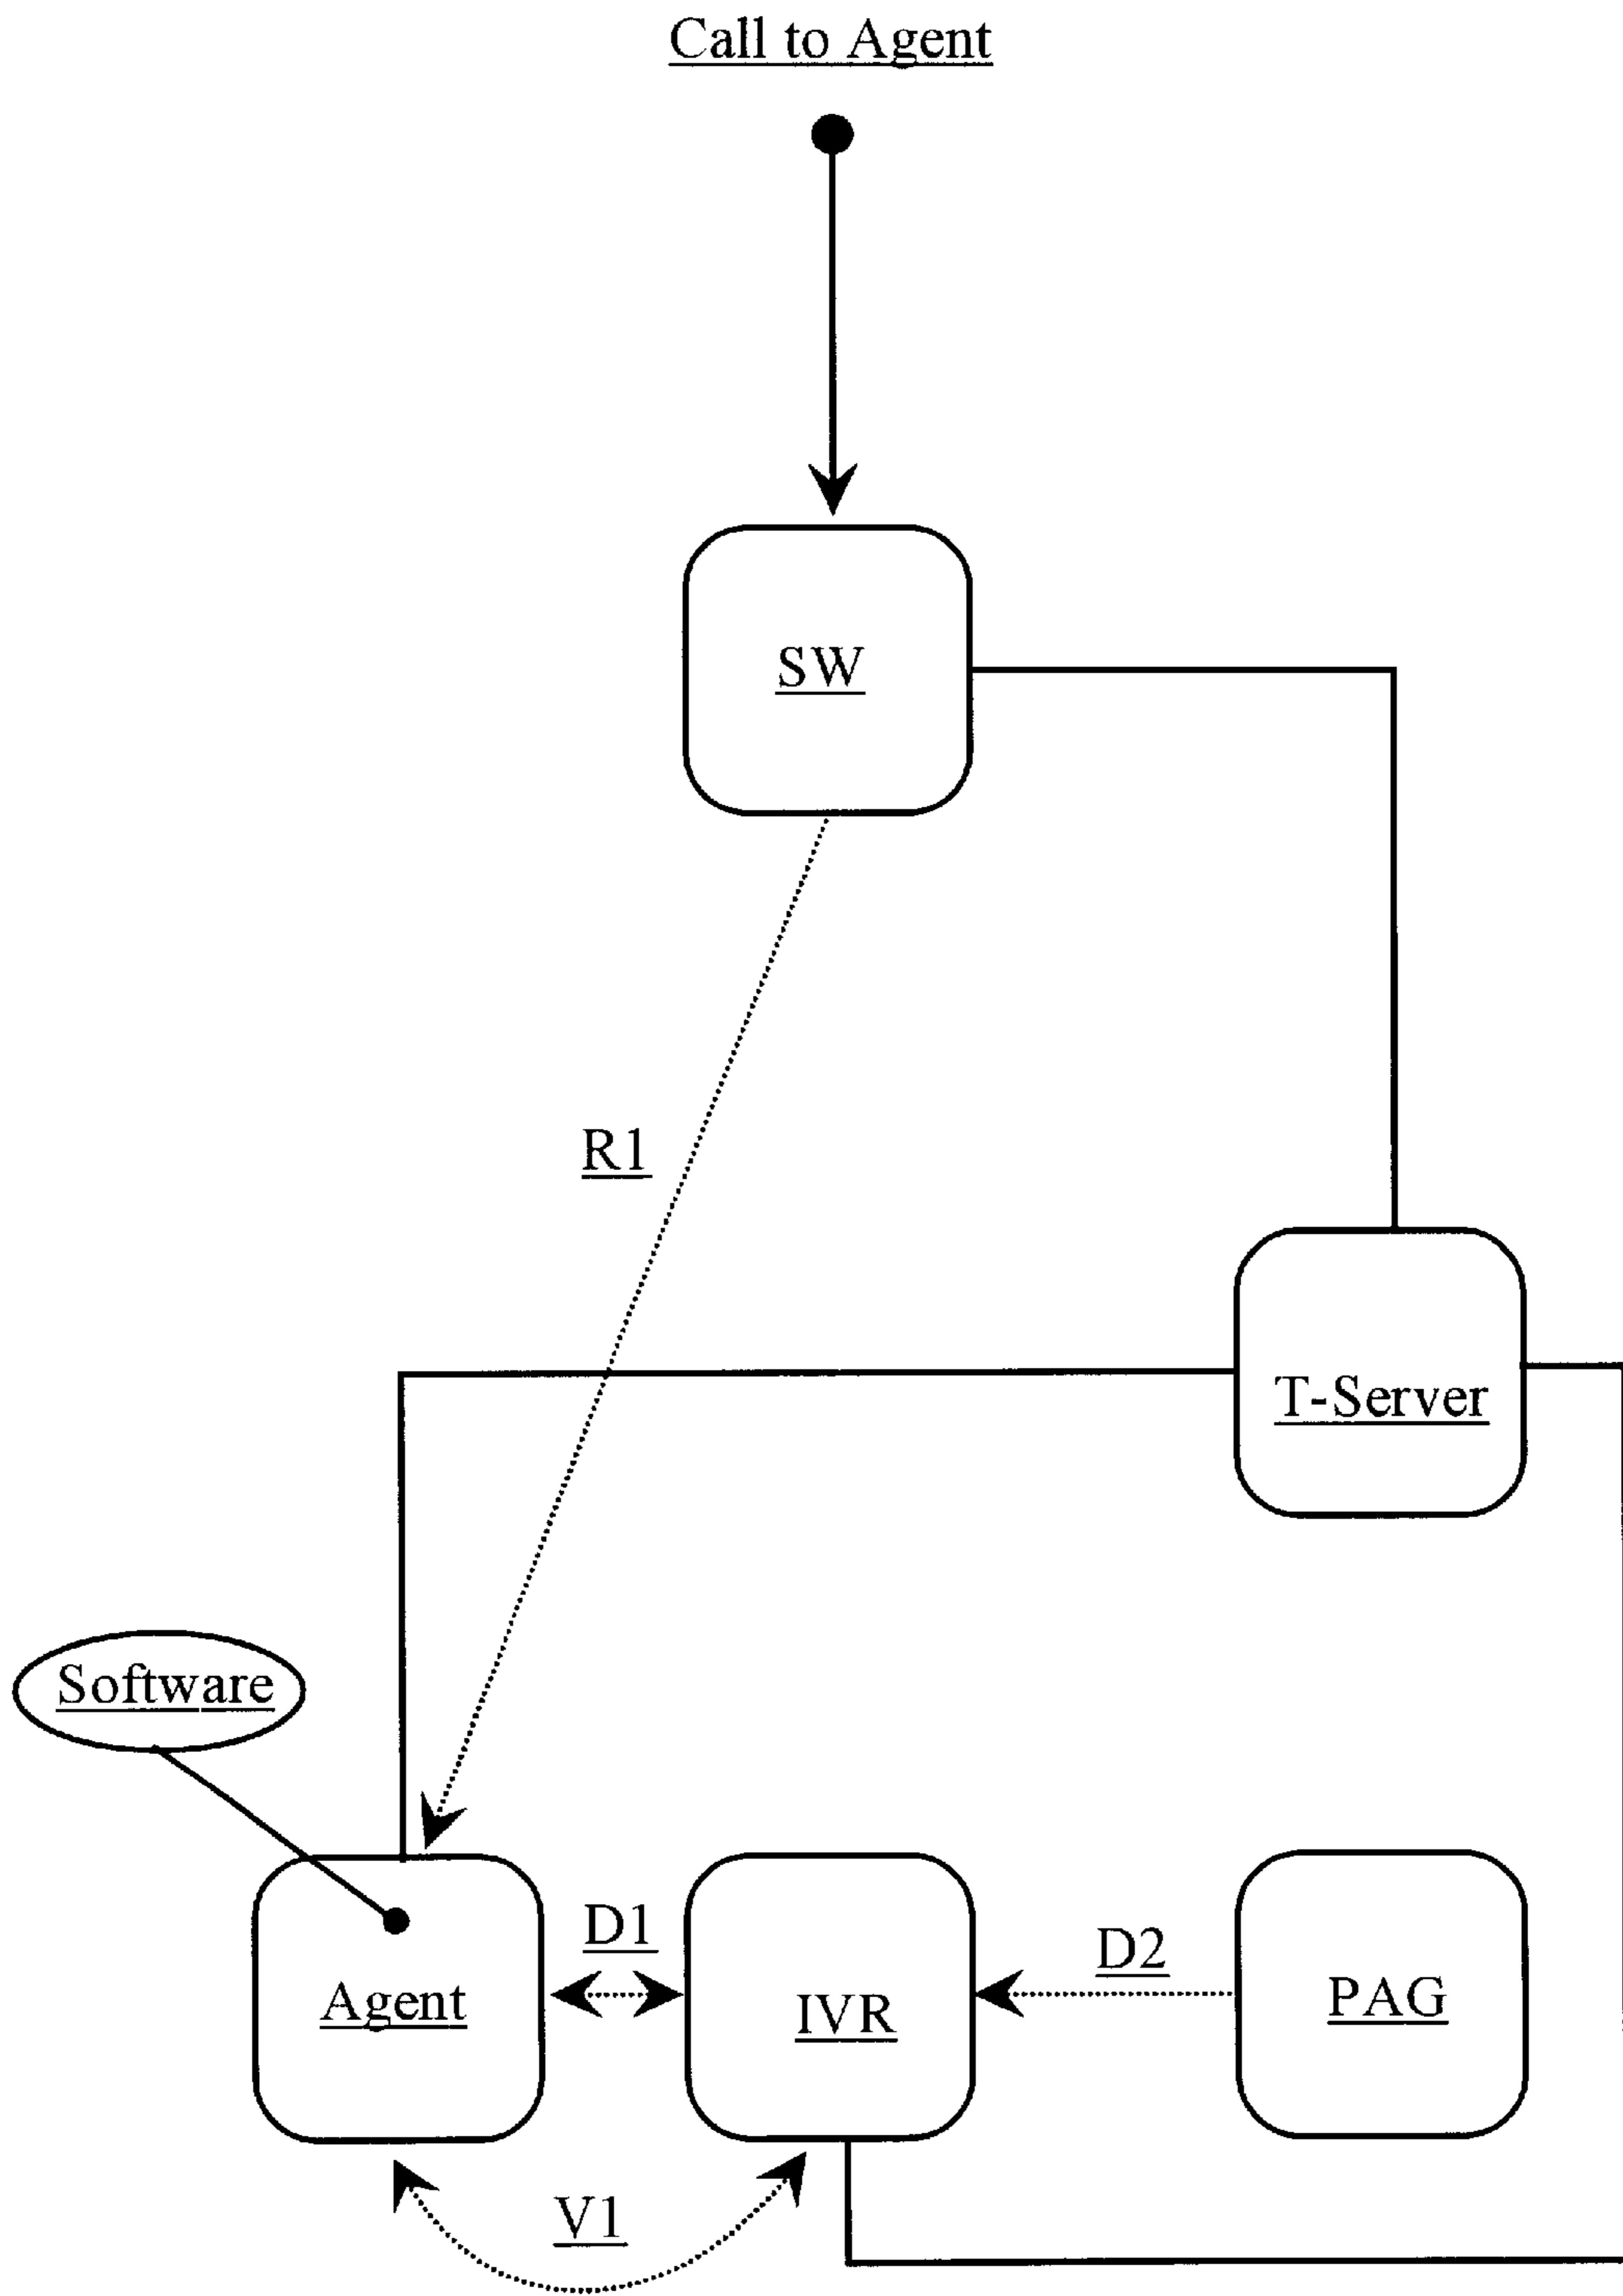 Call to Agent
SW
R1
T-Server
Software
D1
D2
Agent
IVR
PAG
V1